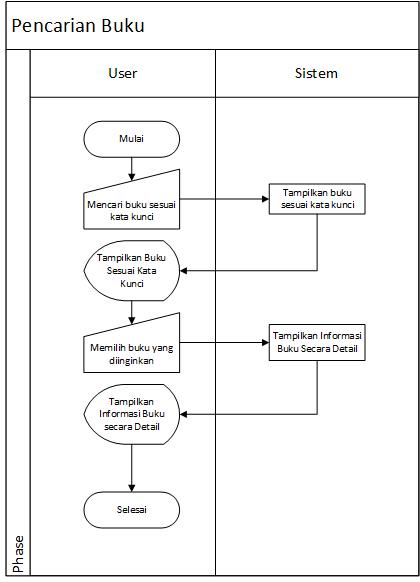 Pencarian Buku
User
Sistem
Mulai
Mencari buku sesuai
kata kunci
Tampilkan buku
sesuai kata kunci
Tampilkan Buku
Sesuai Kata
Kunci
Memilih buku yang
diinginkan
Tampilkan Informasi
Buku Secara Detail
Tampilkan
Informasi Buku
secara Detail
Selesai
Phase